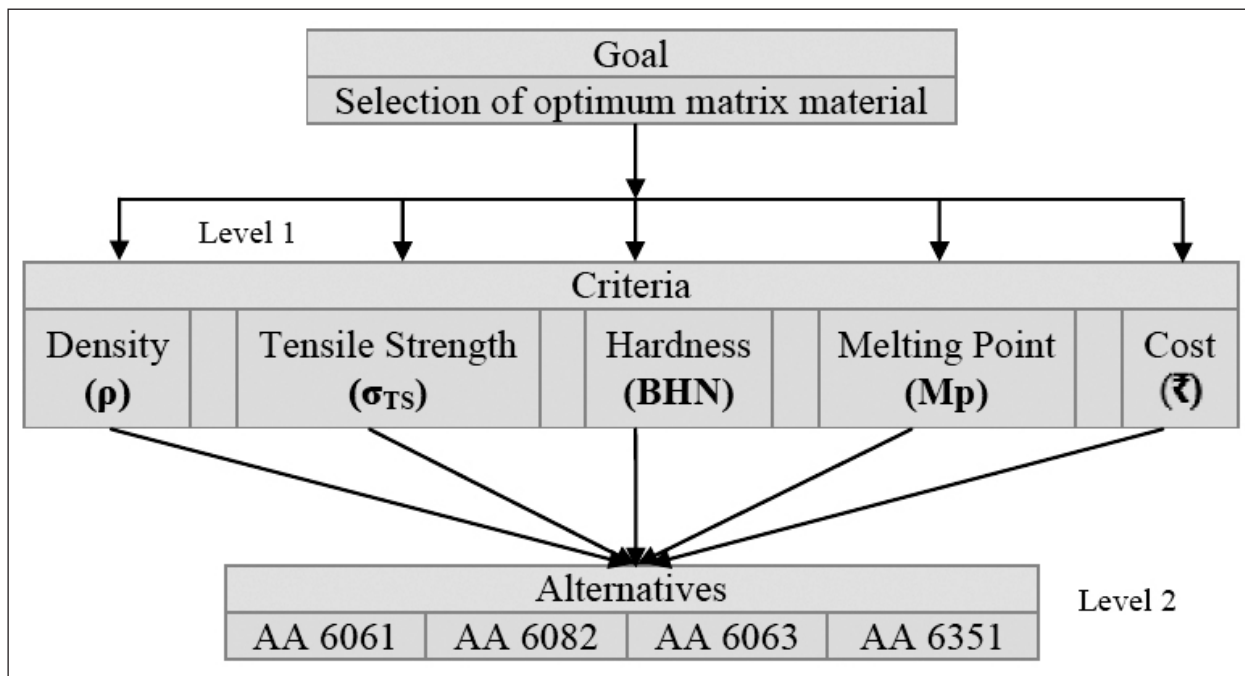 Goal
Selection of optimum matrix material
Level 1
Criteria
Density Tensile Strength Hardness Melting Point Cost
(ρ) (σTS) (BHN) (Mp) (₹)
Alternatives
Level 2
AA 6061 AA 6082 AA 6063 AA 6351